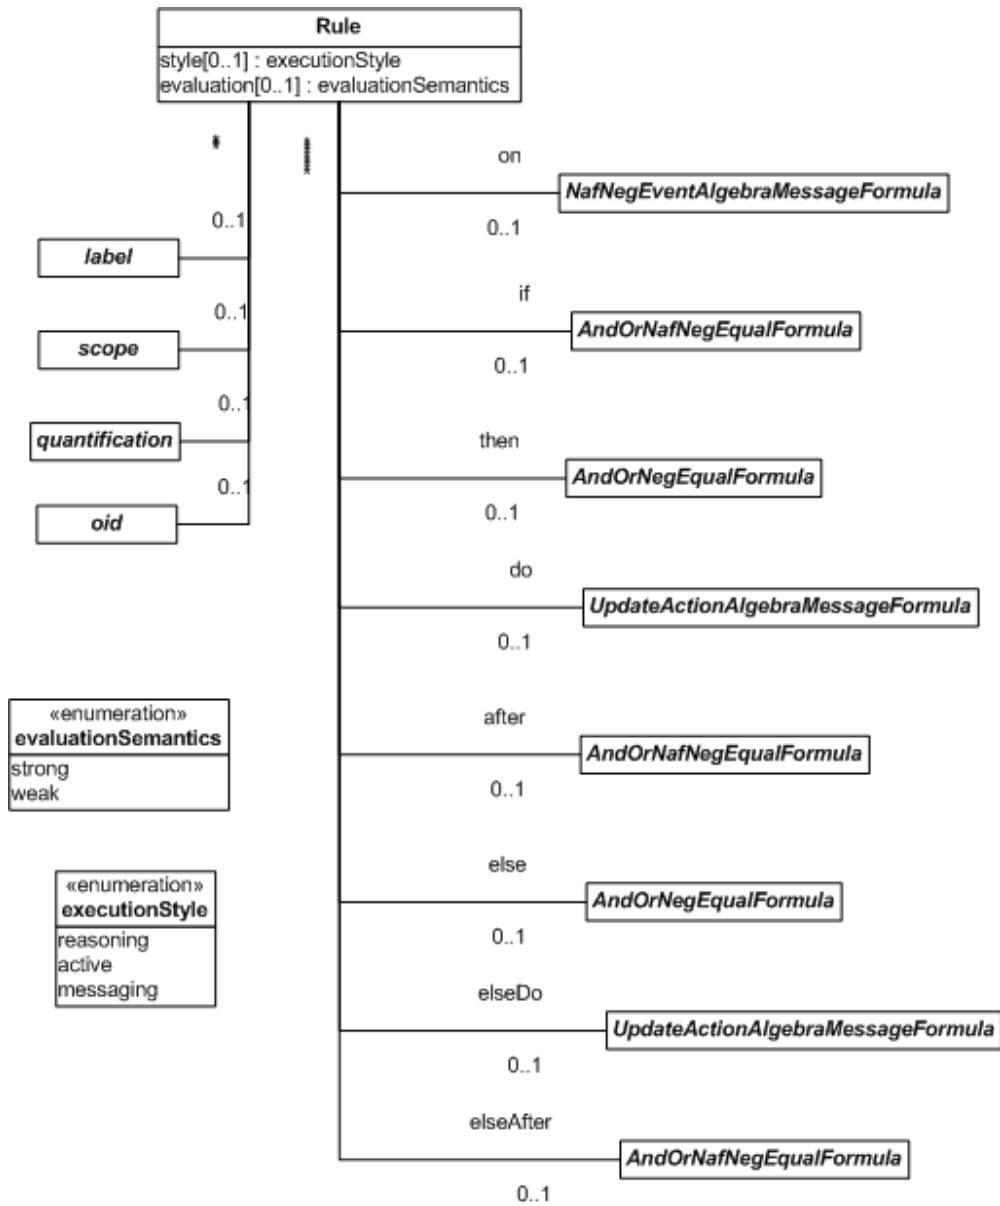 Rule
style[0..1] : executionStyle
evaluation[0..1] : evaluationSemantics
*
on
NafNegEventAlgebraMessageFormula
0..1
0..1
label
if
0..1
scope
AndOrNafNegEqualFormula
0..1
0..1
quantification
then
AndOrNegEqualFormula
0..1
0..1
oid
do
UpdateActionAlgebraMessageFormula
0..1
«enumeration»
evaluationSemantics
strong
weak
after
AndOrNafNegEqualFormula
0..1
«enumeration»
executionStyle
reasoning
active
messaging
else
AndOrNegEqualFormula
0..1
elseDo
UpdateActionAlgebraMessageFormula
0..1
elseAfter
AndOrNafNegEqualFormula
0..1